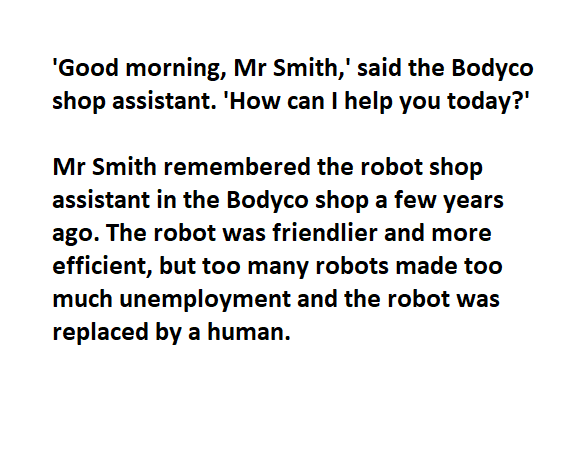 'Good morning, Mr Smith,' said the Bodyco
shop assistant. 'How can I help you today?'
Mr Smith remembered the robot shop
assistant in the Bodyco shop a few years
ago. The robot was friendlier and more
efficient, but too many robots made too
much unemployment and the robot was
replaced by a human.